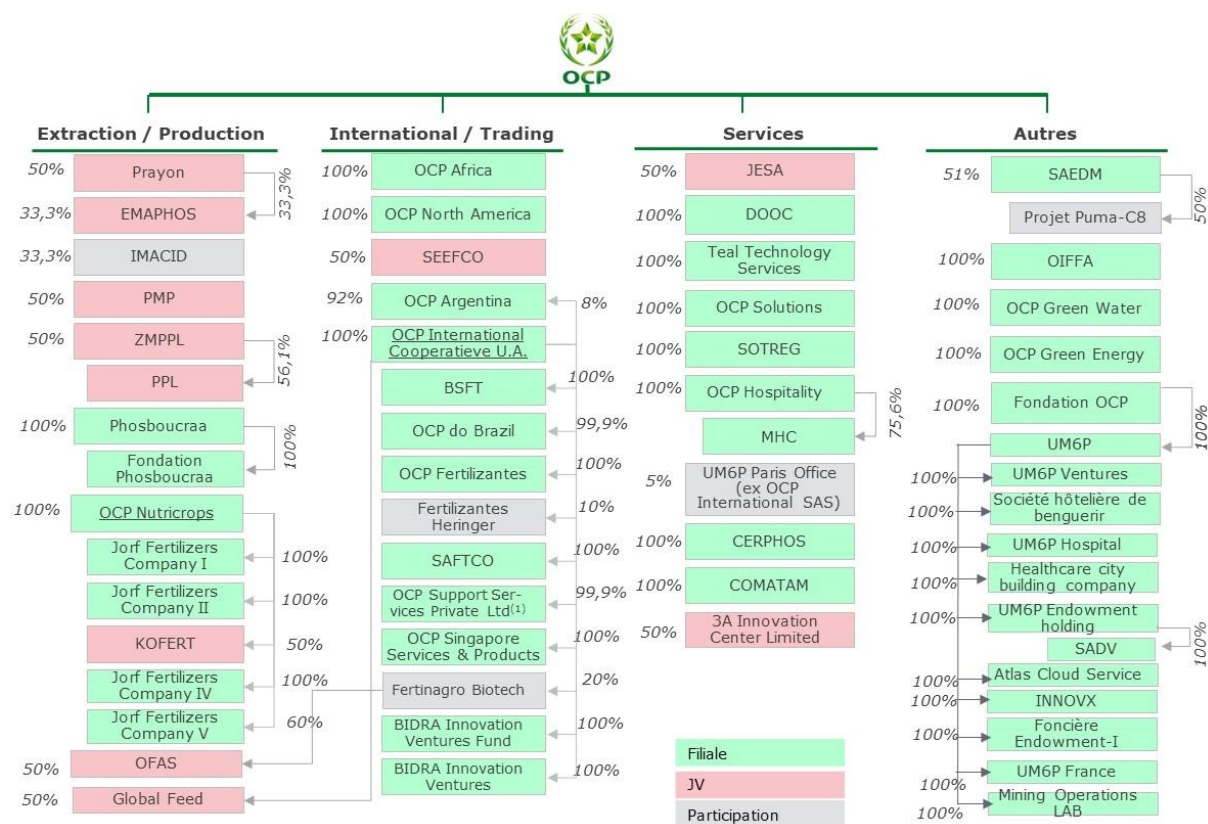 OCP
Extraction / Production
50%
Prayon
33,3%
33,3%
EMAPHOS
33,3%
IMACID
50%
PMP
50%
ZMPPL
56,1%
PPL
100%
Phosboucraa
100%
Fondation
Phosboucraa
100%
OCP Nutricrops
Jorf Fertilizers
Company I
100%
Jorf Fertilizers
Company II
100%
KOFERT
50%
Jorf Fertilizers
Company IV
100%
Jorf Fertilizers
Company V
60%
50%
OFAS
50%
Global Feed
International / Trading
100%
OCP Africa
100%
OCP North America
50%
SEEFCO
92%
OCP Argentina
8%
100%
OCP International
Cooperatieve U.A.
BSFT
100%
OCP do Brazil
99,9%
OCP Fertilizantes
100%
Fertilizantes
Heringer
10%
SAFTCO
100%
OCP Support Ser-
vices Private Ltd(1)
99,9%
OCP Singapore
Services & Products
100%
Fertinagro Biotech
20%
BIDRA Innovation
Ventures Fund
100%
BIDRA Innovation
Ventures
100%
Services
50%
JESA
100%
DOOC
100%
Teal Technology
Services
100%
OCP Solutions
100%
SOTREG
100%
OCP Hospitality
75,6%
MHC
5%
UM6P Paris Office
(ex OCP
International SAS)
100%
CERPHOS
100%
COMATAM
50%
3A Innovation
Center Limited
Filiale
JV
Participation
Autres
51%
SAEDM
50%
Projet Puma-C8
100%
OIFFA
100%
OCP Green Water
100%
OCP Green Energy
100%
Fondation OCP
100%
UM6P
100%
UM6P Ventures
100%
Société hôtelière de
benguerir
100%
UM6P Hospital
100%
Healthcare city
building company
100%
UM6P Endowment
holding
100%
SADV
100%
Atlas Cloud Service
100%
INNOVX
100%
Foncière
Endowment-I
100%
UM6P France
100%
Mining Operations
LAB